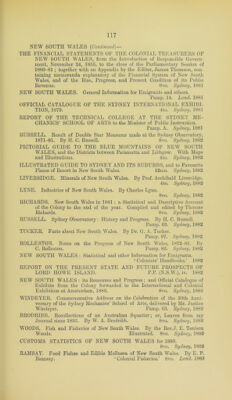 117
NEW SOUTH WALES (Continued)—
THE FINANCIAL STATEMENTS OF THE COLONIAL TREASURERS OF
NEW SOUTH WALES, from the Introduction of Responsible Govern-
ment, November 24, 1855, to the close of the Parliamentary Session of
1880-81 ; together with an Appendix by the Editor, James Thomson, con-
taining memoranda explanatory of the Financial System of New South
Wales, and of the Rise, Progress, and Present Condition of its Public
Revenue. 8vo. Sydney, 1881
NEW SOUTH WALES. General Information for Emigrants and others.
Pamp. 18. Lond. 1881
OFFICIAL CATALOGUE OF THE SYDNEY INTERNATIONAL EXHIBI-
TION, 1879. 4to. Sydney, 1881
REPORT OF THE TECHNICAL COLLEGE AT THE SYDNEY ME-
CHANICS' SCHOOL OF ARTS to the Minister of Public Instruction.
Pamp. A. Sydney, 1881
RUSSELL. Result of Double Star Measures made at the Sydney Observatory,
1871-81. By H. C. Russell. 8vo. Sydney, 1882
PICTORIAL GUIDE TO THE BLUE MOUNTAINS OF NEW SOUTH
WALES, and the Districts between Parramatta and Lithgow. With Maps
and Illustrations. 4to. Sydney, 1882
ILLUSTRATED GUIDE TO SYDNEY AND ITS SUBURBS, and to Favourite
Places of Resort in New South Wales. 12mo. Sydney, 1882
LIVERSIDGE. Minerals of New South Wales. By Prof. Archibald Liversidge.
4to. Sydney, 1882
LYNE. Industries of New South Wales. By Charles Lyne.
8vo. Sydney, 1882
RICHARDS. New South Wales in 1881 : a Statistical and Descriptive Account
of the Colony to the end of the year. Compiled and edited by Thomas
Richards. 8vo. Sydney, 1882
RUSSELL. Sydney Observatory : History and Progress. By H. C. Russell.
Pamp. 69. Sydney, 1882
TUCKER. Facts about New South Wales. By Dr. G. A. Tucker.
Pamp. 67. Sydney, 1882
ROLLESTON. Notes on the Progress of New South Wales, 1872-81. By
C. Rolleston. Pamp. 82. Sydney, 1882
NEW SOUTH WALES : Statistical and other Information for Emigrants.
'Colonists' Handbooks.' 1882
REPORT ON THE PRESENT STATE AND FUTURE PROSPECTS OF
LORD HOWE ISLAND. P.P. (N.S.W.) iv. 1882
NEW SOUTH WALES : its Resources and Progress ; and Official Catalogue of
Exhibits from the Colony forwarded to the International and Colonial
Exhibition at Amsterdam, 1883. 8vo. Sydney, 1883
WINDEYER. Commemorative Address on the Celebration of the 50th Anni-
versary of the Sydney Mechanics' School of Arts, delivered by Mr. Justice
Windeyer. Pamp. 69. Sydney, 1883
BRODRIBB. Recollections of an Australian Squatter; or, Leaves from my
Journal since 1835. By W. A. Brodribb. 8vo. Sydney, 1883
WOODS. Fish and Fisheries of New South Wales. By the Rev. J. E. Tenison
Woods. Illustrated. 8vo. Sydney, 1883
CUSTOMS STATISTICS OF NEW SOUTH WALES for 1883.
8vo. Sydney, 1883
RAMSAY. Food Fishes and Edible Molluscs of New South Wales. By E. P.
Ramsay. 'Colonial Fisheries.' 8vo. Lond. 1883